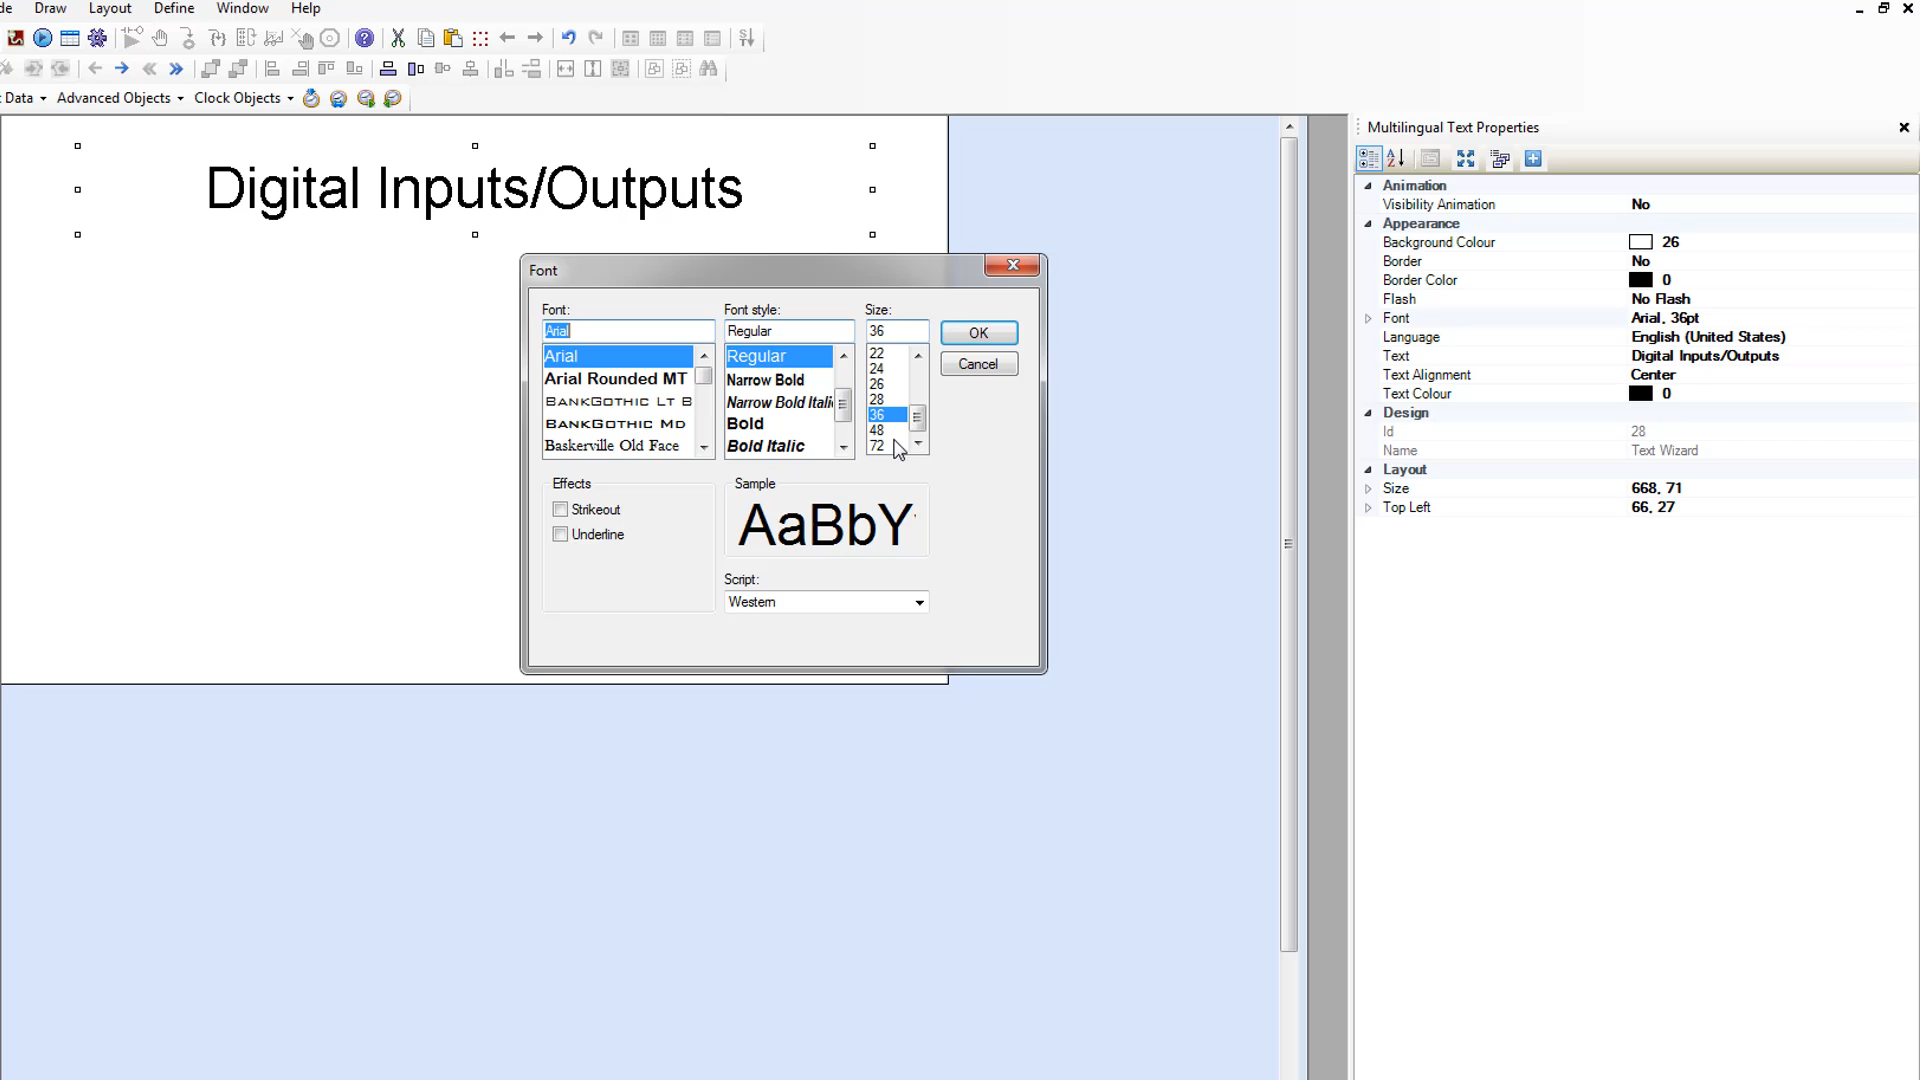 de Draw Layout Define Window Help
Data Advanced Objects Clock Objects
Digital Inputs/Outputs
Font
Font: Font style: Size:
Arial Regular 36 OK
Arial
Arial Rounded MT
BankGothic Lt B
BankGothic Md
Baskerville Old Face
Regular
Narrow Bold
Narrow Bold Itali
Bold
Bold Italic
22
24
26
28
36
48
72
Cancel
Effects
Strikeout
Underline
Sample
AaBbY
Script:
Western
Multilingual Text Properties
Animation
Visibility Animation No
Appearance
Background Colour 26
Border No
Border Color 0
Flash No Flash
Font Arial, 36pt
Language English (United States)
Text Digital Inputs/Outputs
Text Alignment Center
Text Colour 0
Design
Id 28
Name Text Wizard
Layout
Size 668, 71
Top Left 66, 27